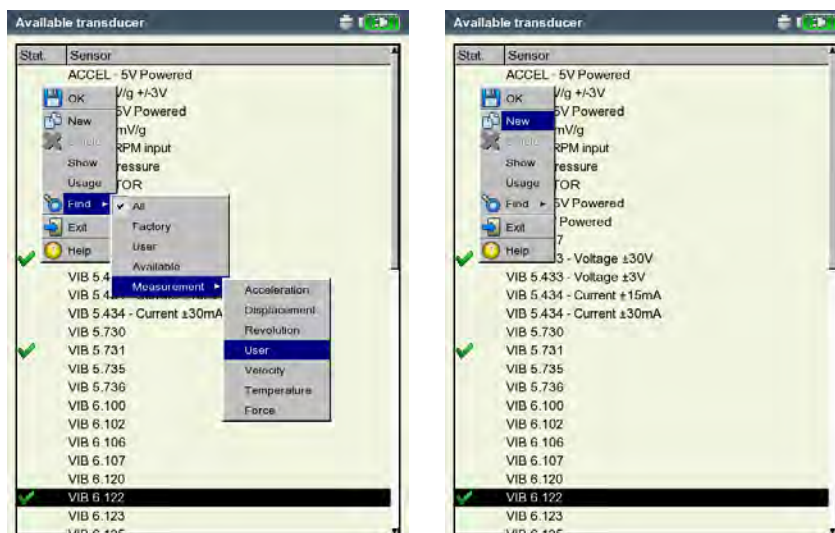 Available transducer
Stat. Sensor
ACCEL - 5V Powered
OK V/g +/-3V
New 5V Powered
mV/g
RPM input
Show ressure
Usage TOR
Find All
Factory
Exit
User
Help
Available
VIB 5.4
Measurement Acceleration
VIB 5.4
Displacement
VIB 5.434 - Current ±30mA
Revolution
VIB 5.730
VIB 5.731 User
VIB 5.735 Velocity
VIB 5.736 Temperature
VIB 6.100
Force
VIB 6.102
VIB 6.106
VIB 6.107
VIB 6.120
VIB 6.122
VIB 6.123
Available transducer
Stat. Sensor
ACCEL - 5V Powered
OK V/g +/-3V
New 5V Powered
mV/g
RPM input
Show ressure
Usage TOR
Find 5V Powered
Exit Powered
7
Help 3 - Voltage ±30V
VIB 5.433 - Voltage ±3V
VIB 5.434 - Current +15mA
VIB 5.434 - Current ±30mA
VIB 5.730
VIB 5.731
VIB 5.735
VIB 5.736
VIB 6.100
VIB 6.102
VIB 6.106
VIB 6.107
VIB 6.120
VIB 6.122
VIB 6.123